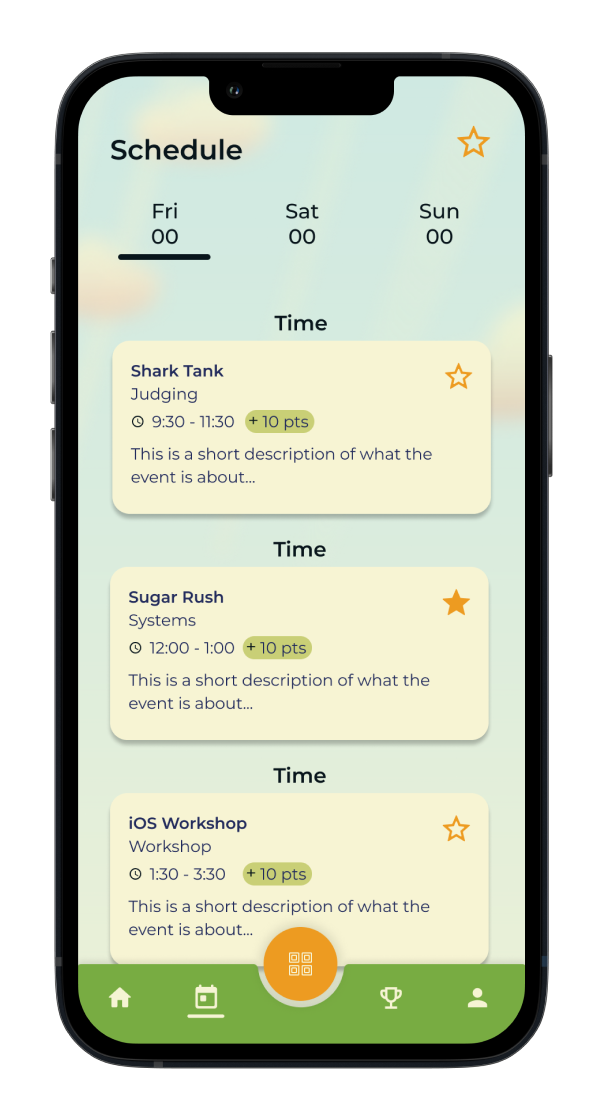 Schedule
Fri
Sat
Sun
00
00
00
Time
Shark Tank
Judging
9:30 - 11:30
+ 10 pts
This is a short description of what the
event is about...
Time
Sugar Rush
Systems
12:00 - 1:00
+ 10 pts
This is a short description of what the
event is about...
Time
iOS Workshop
Workshop
1:30 - 3:30
+ 10 pts
This is a short description of what the
event is about...